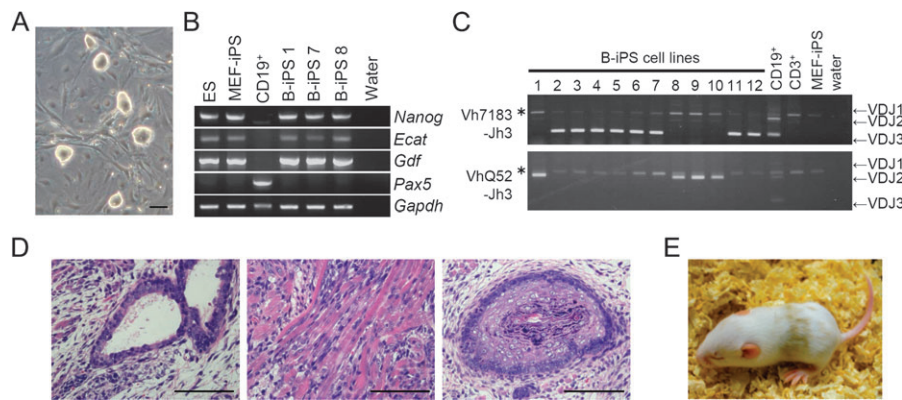 A
B
ES
MEF-iPS
CD19+
B-iPS 1
B-iPS 7
B-iPS 8
Water
Nanog
Ecat
Gdf
Pax5
Gapdh
C
B-iPS cell lines
1 2 3 4 5 6 7 8 9 10 11 12
CD19+
CD3+
MEF-iPS
water
Vh7183 *
-Jh3
←VDJ1
←VDJ2
←VDJ3
VhQ52 *
-Jh3
←VDJ1
←VDJ2
←VDJ3
D
E